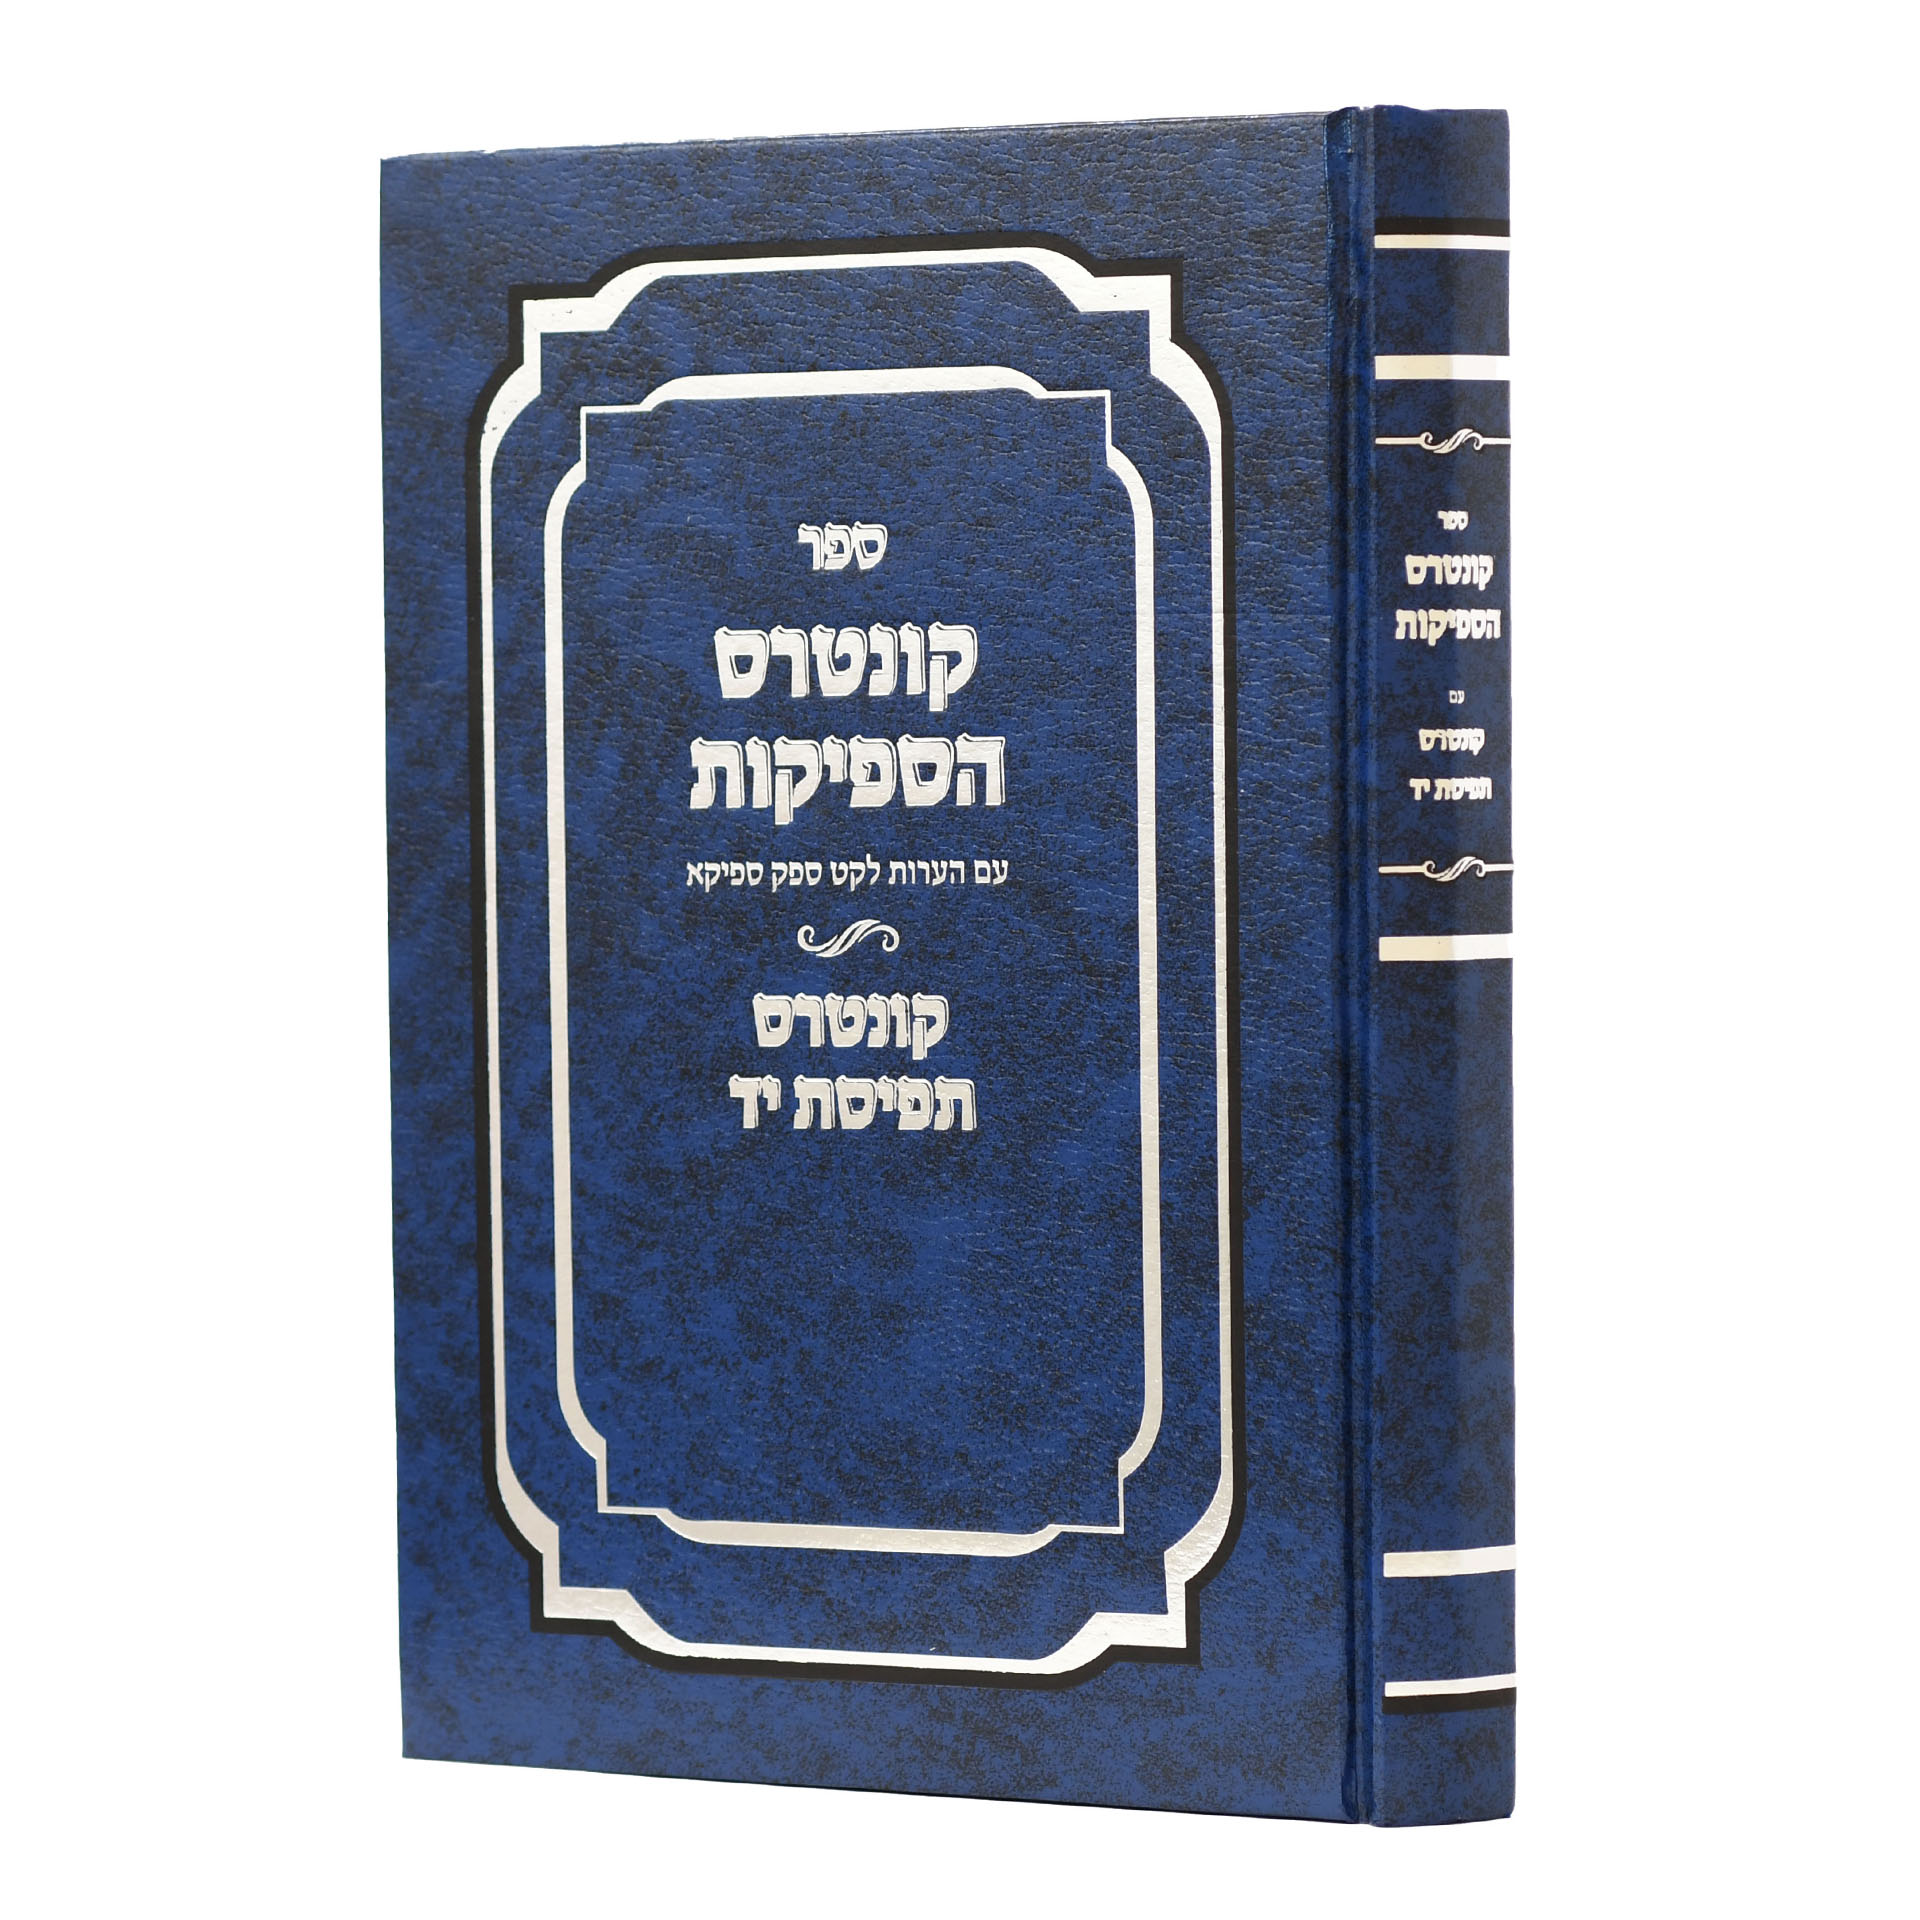 ספר
קונטרס
הספיקות
עם הערות לקט ספק ספיקא
קונטרס
תפיסת יד
ספר
קונטרס
הספיקות
עם
קונטרס
תפיסת יד